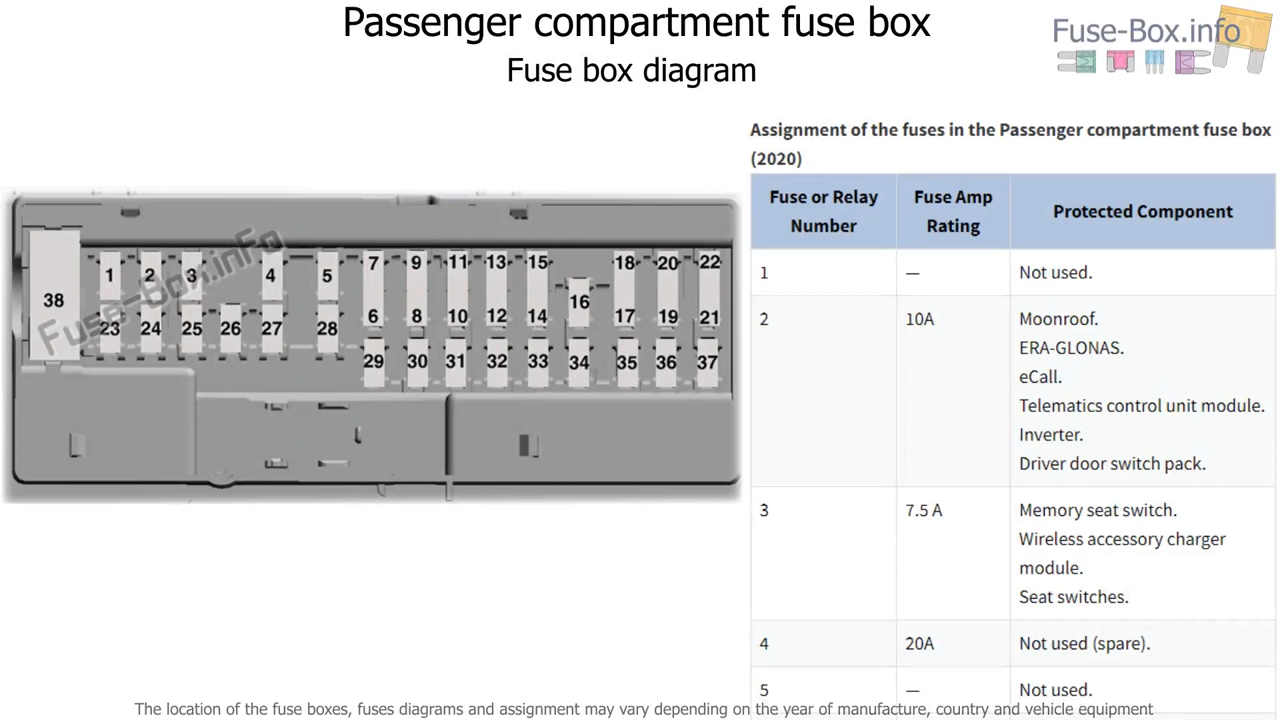 Passenger compartment fuse box
Fuse box diagram
Fuse-Box.info
Fuse-Box.inFo
38
1 2 3 4 5 7 9 11 13 15 16 18 20 22
6 8 10 12 14 17 19 21
23 24 25 26 27 28
29 30 31 32 33 34 35 36 37
Assignment of the fuses in the Passenger compartment fuse box
(2020)
Fuse or Relay Number Fuse Amp Rating Protected Component
1 — Not used.
2 10A Moonroof.
ERA-GLONAS.
eCall.
Telematics control unit module.
Inverter.
Driver door switch pack.
3 7.5 A Memory seat switch.
Wireless accessory charger
module.
Seat switches.
4 20A Not used (spare).
5 — Not used.
The location of the fuse boxes, fuses diagrams and assignment may vary depending on the year of manufacture, country and vehicle equipment